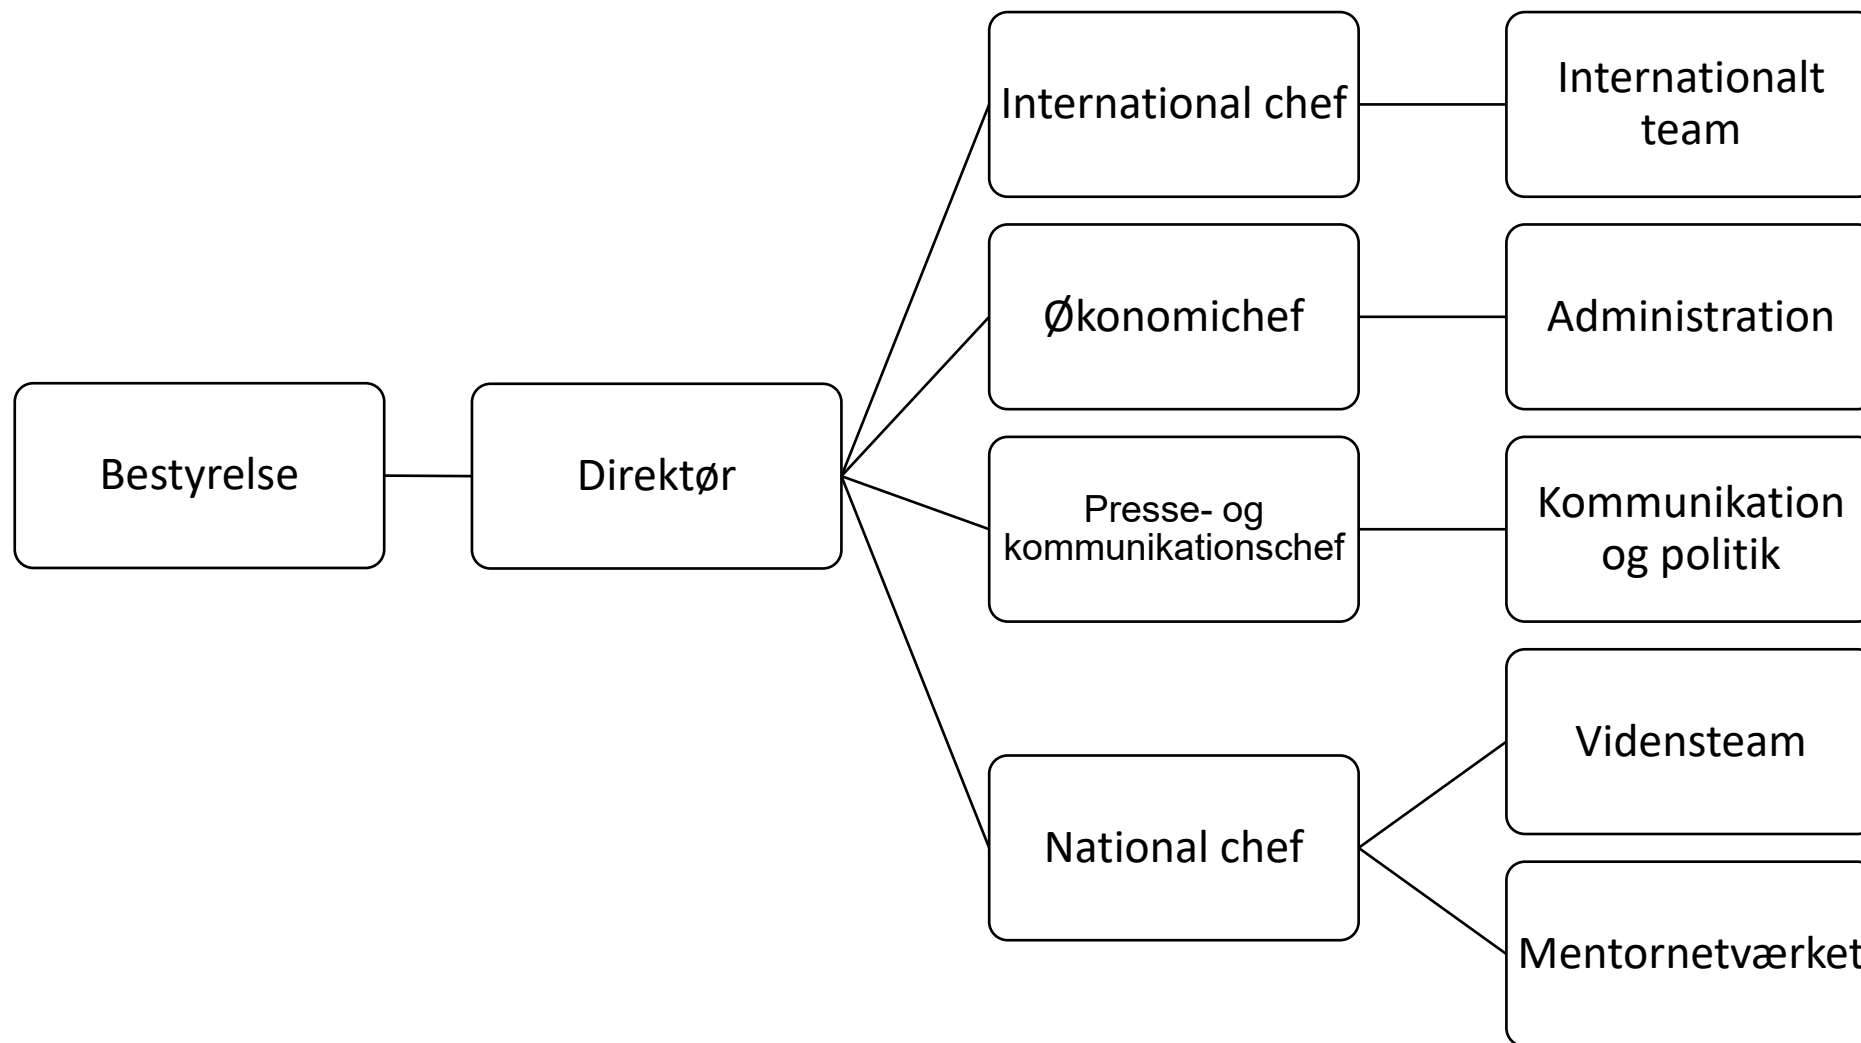 Bestyrelse
Direktør
International chef
Internationalt
team
Økonomichef
Administration
Presse- og
kommunikationschef
Kommunikation
og politik
National chef
Vidensteam
Mentornetværket